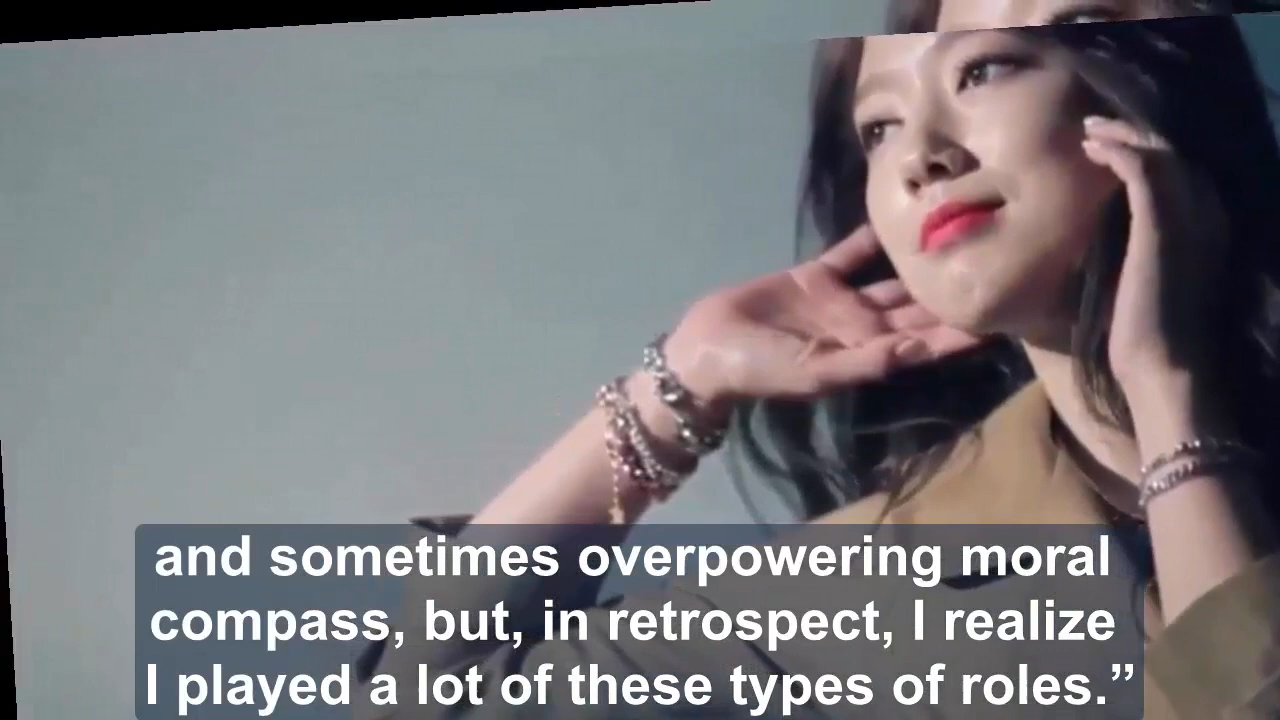 and sometimes overpowering moral
compass, but, in retrospect, I realize
I played a lot of these types of roles.”